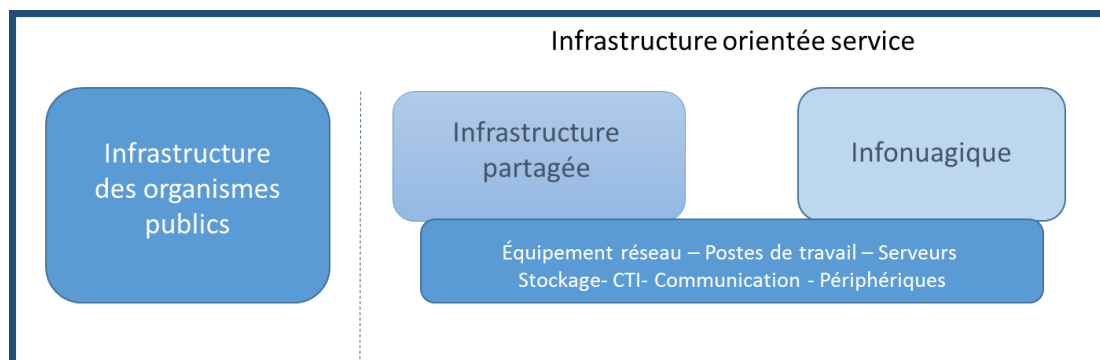 Infrastructure orientée service
Infrastructure
des organismes
publics
Infrastructure
partagée
Infonuagique
Équipement réseau – Postes de travail – Serveurs
Stockage- CTI- Communication - Périphériques